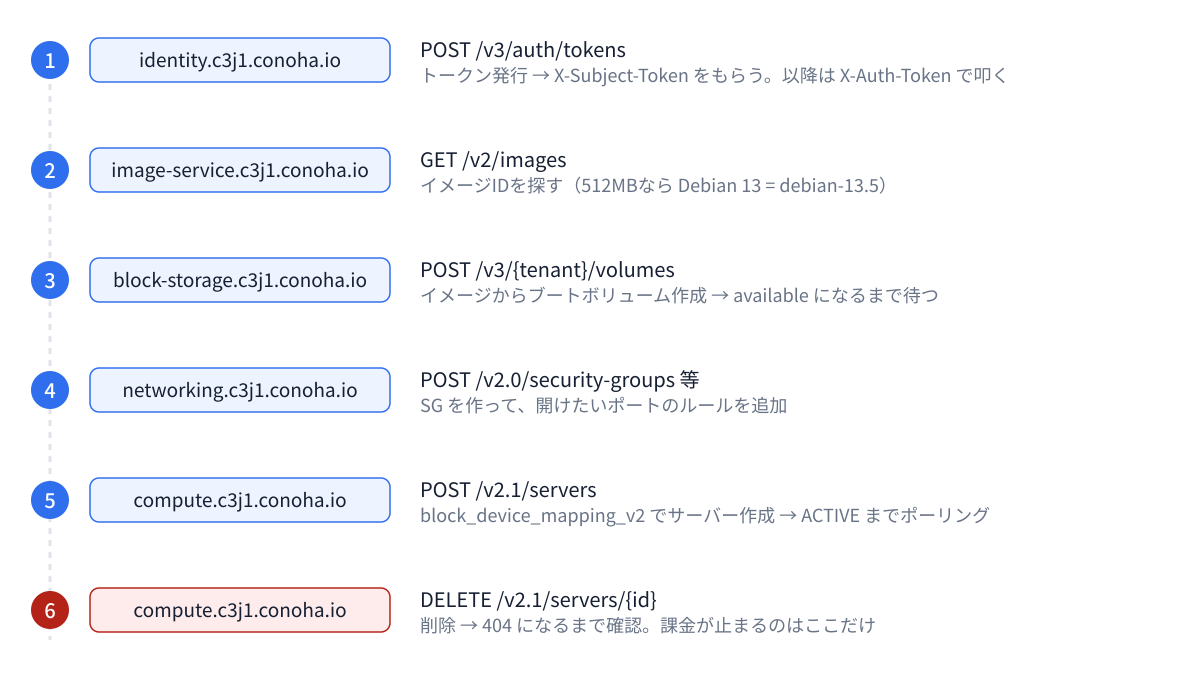 1
identity.c3j1.conoha.io
POST /v3/auth/tokens
トークン発行 → X-Subject-Token をもらう。以降は X-Auth-Token で叩く
2
image-service.c3j1.conoha.io
GET /v2/images
イメージIDを探す（512MBなら Debian 13 = debian-13.5）
3
block-storage.c3j1.conoha.io
POST /v3/{tenant}/volumes
イメージからブートボリューム作成 → available になるまで待つ
4
networking.c3j1.conoha.io
POST /v2.0/security-groups 等
SG を作って、開けたいポートのルールを追加
5
compute.c3j1.conoha.io
POST /v2.1/servers
block_device_mapping_v2 でサーバー作成 → ACTIVE までポーリング
6
compute.c3j1.conoha.io
DELETE /v2.1/servers/{id}
削除 → 404 になるまで確認。課金が止まるのはここだけ